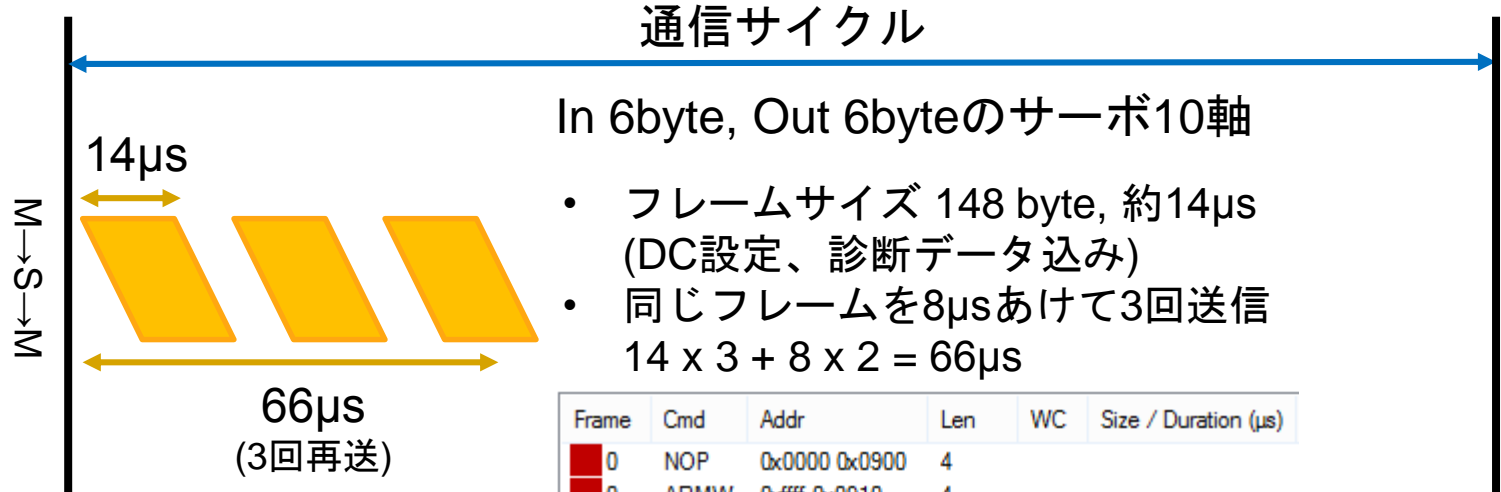 通信サイクル
In 6byte, Out 6byteのサーボ10軸
14μs
M→S→M
• フレームサイズ 148 byte, 約14μs
(DC設定、診断データ込み)
• 同じフレームを8μsあけて3回送信
14 x 3 + 8 x 2 = 66μs
66μs
(3回再送)
Frame Cmd Addr Len WC Size / Duration (μs)
0 NOP 0x0000 0x0900 4